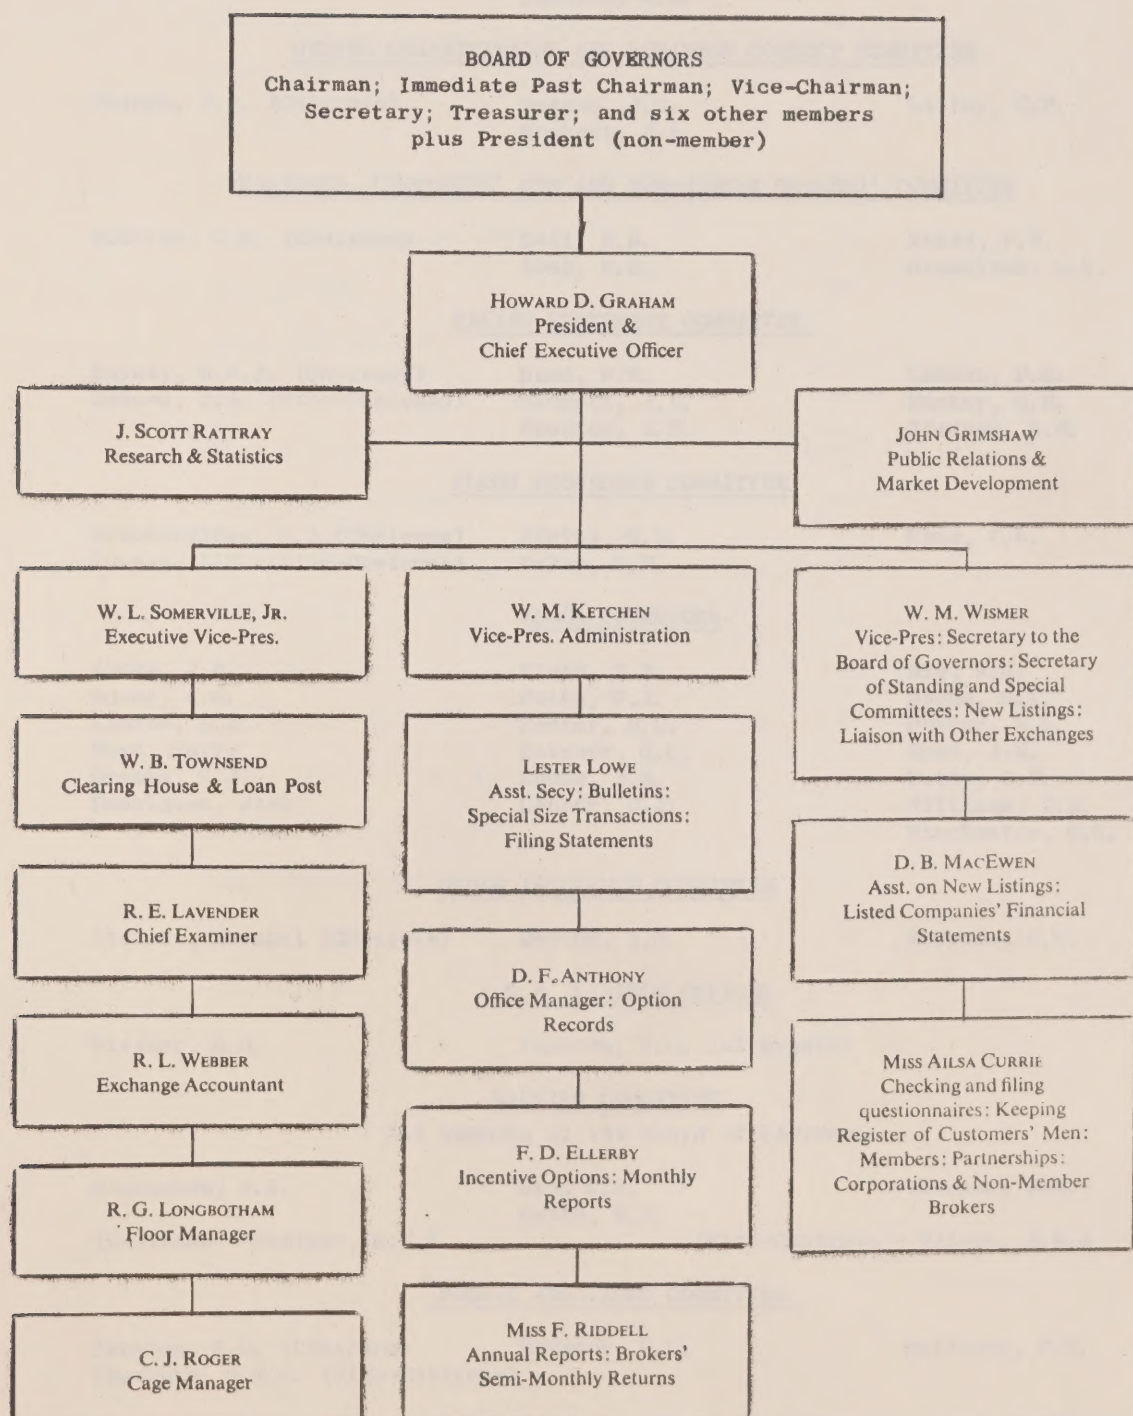 BOARD OF GOVERNORS
Chairman; Immediate Past Chairman; Vice-Chairman;
Secretary; Treasurer; and six other members
plus President (non-member)
HOWARD D. GRAHAM
President &
Chief Executive Officer
J. SCOTT RATTRAY
Research & Statistics
JOHN GRIMSHAW
Public Relations &
Market Development
W. L. SOMERVILLE, JR.
Executive Vice-Pres.
W. B. TOWNSEND
Clearing House & Loan Post
R. E. LAVENDER
Chief Examiner
R. L. WEBBER
Exchange Accountant
R. G. LONGBOTHAM
Floor Manager
C. J. ROGER
Cage Manager
W. M. KETCHEN
Vice-Pres. Administration
LESTER LOWE
Asst. Secy: Bulletins:
Special Size Transactions:
Filing Statements
D. F. ANTHONY
Office Manager: Option
Records
F. D. ELLERBY
Incentive Options: Monthly
Reports
MISS F. RIDDELL
Annual Reports: Brokers'
Semi-Monthly Returns
W. M. WISMER
Vice-Pres: Secretary to the
Board of Governors: Secretary
of Standing and Special
Committees: New Listings:
Liaison with Other Exchanges
D. B. MACEWEN
Asst. on New Listings:
Listed Companies' Financial
Statements
MISS AILSA CURRIE
Checking and filing
questionnaires: Keeping
Register of Customers' Men:
Members: Partnerships:
Corporations & Non-Member
Brokers